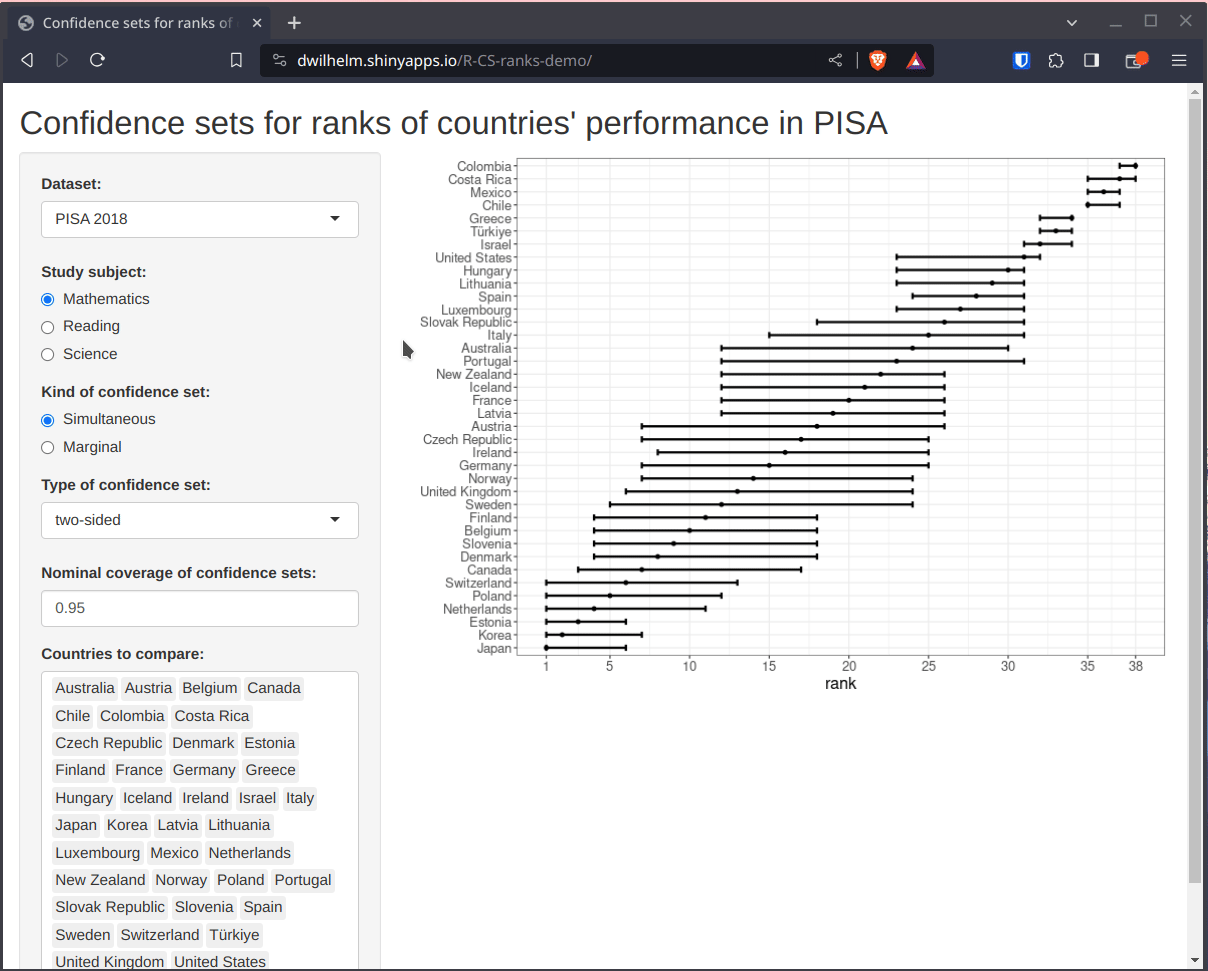 Confidence sets for ranks of
dwilhelm.shinyapps.io/R-CS-ranks-demo/
Confidence sets for ranks of countries' performance in PISA
Dataset:
PISA 2018
Study subject:
Mathematics
Reading
Science
Kind of confidence set:
Simultaneous
Marginal
Type of confidence set:
two-sided
Nominal coverage of confidence sets:
0.95
Countries to compare:
Australia Austria Belgium Canada
Chile Colombia Costa Rica
Czech Republic Denmark Estonia
Finland France Germany Greece
Hungary Iceland Ireland Israel Italy
Japan Korea Latvia Lithuania
Luxembourg Mexico Netherlands
New Zealand Norway Poland Portugal
Slovak Republic Slovenia Spain
Sweden Switzerland Türkiye
United Kingdom United States
Colombia
Costa Rica
Mexico
Chile
Greece
Türkiye
Israel
United States
Hungary
Lithuania
Spain
Luxembourg
Slovak Republic
Italy
Australia
Portugal
New Zealand
Iceland
France
Latvia
Austria
Czech Republic
Ireland
Germany
Norway
United Kingdom
Sweden
Finland
Belgium
Slovenia
Denmark
Canada
Switzerland
Poland
Netherlands
Estonia
Korea
Japan
1 5 10 15 20 25 30 35 38
rank